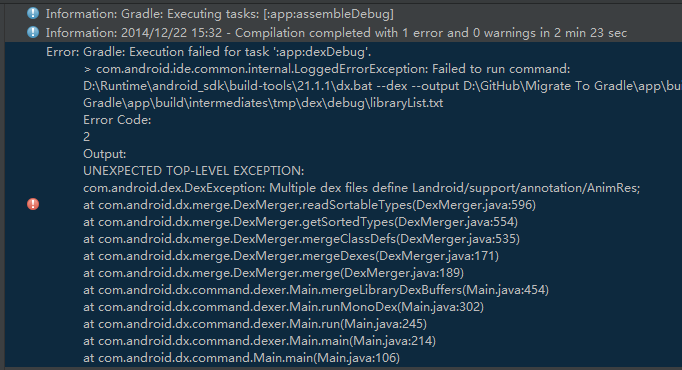 Information: Gradle: Executing tasks: [:app:assembleDebug]
Information: 2014/12/22 15:32 - Compilation completed with 1 error and 0 warnings in 2 min 23 sec
Error: Gradle: Execution failed for task ':app:dexDebug'.
> com.android.ide.common.internal.LoggedErrorException: Failed to run command:
D:\Runtime\android_sdk\build-tools\21.1.1\dx.bat --dex --output D:\GitHub\Migrate To Gradle\app\bu
Gradle\app\build\intermediates\tmp\dex\debug\libraryList.txt
Error Code:
2
Output:
UNEXPECTED TOP-LEVEL EXCEPTION:
com.android.dex.DexException: Multiple dex files define Landroid/support/annotation/AnimRes;
at com.android.dx.merge.DexMerger.readSortableTypes(DexMerger.java:596)
at com.android.dx.merge.DexMerger.getSortedTypes(DexMerger.java:554)
at com.android.dx.merge.DexMerger.mergeClassDefs(DexMerger.java:535)
at com.android.dx.merge.DexMerger.mergeDexes(DexMerger.java:171)
at com.android.dx.merge.DexMerger.merge(DexMerger.java:189)
at com.android.dx.command.dexer.Main.mergeLibraryDexBuffers(Main.java:454)
at com.android.dx.command.dexer.Main.runMonoDex(Main.java:302)
at com.android.dx.command.dexer.Main.run(Main.java:245)
at com.android.dx.command.dexer.Main.main(Main.java:214)
at com.android.dx.command.Main.main(Main.java:106)